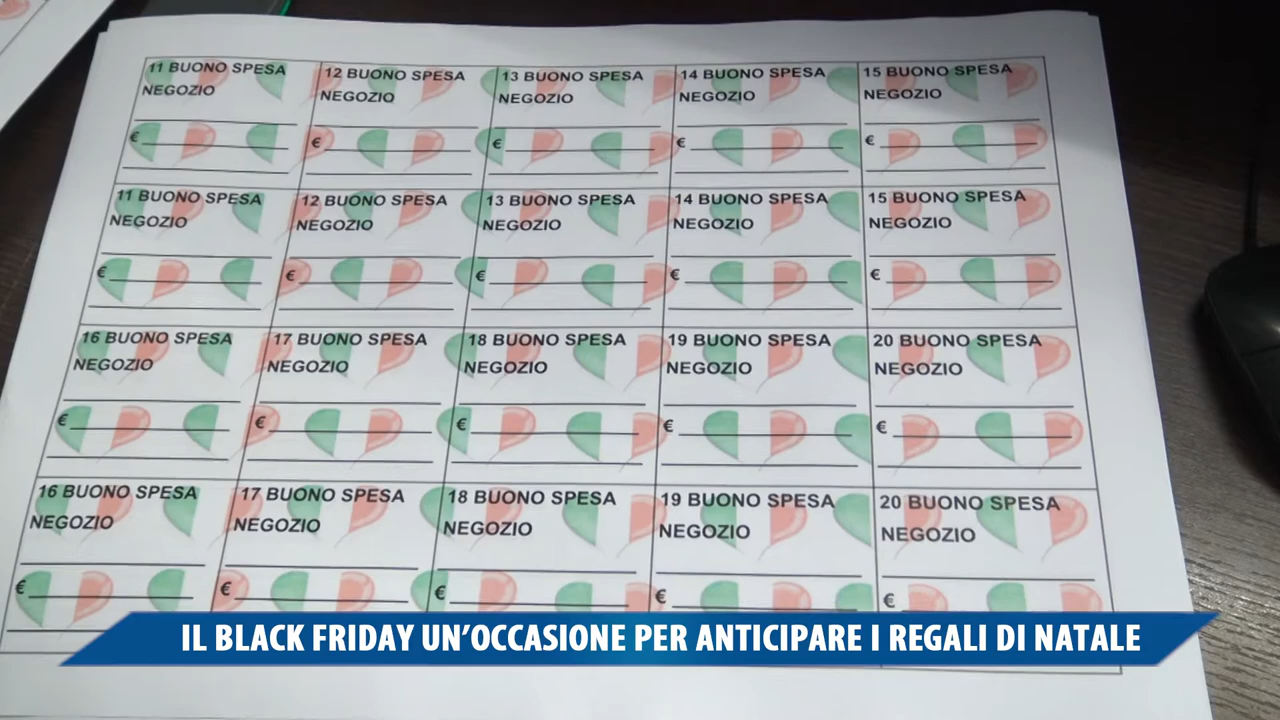 11 BUONO SPESA 12 BUONO SPESA 13 BUONO SPESA 14 BUONO SPESA 15 BUONO SPESA
NEGOZIO NEGOZIO NEGOZIO NEGOZIO NEGOZIO
€ € € € €
11 BUONO SPESA 12 BUONO SPESA 13 BUONO SPESA 14 BUONO SPESA 15 BUONO SPESA
NEGOZIO NEGOZIO NEGOZIO NEGOZIO NEGOZIO
€ € € € €
16 BUONO SPESA 17 BUONO SPESA 18 BUONO SPESA 19 BUONO SPESA 20 BUONO SPESA
NEGOZIO NEGOZIO NEGOZIO NEGOZIO NEGOZIO
€ € € € €
16 BUONO SPESA 17 BUONO SPESA 18 BUONO SPESA 19 BUONO SPESA 20 BUONO SPESA
NEGOZIO NEGOZIO NEGOZIO NEGOZIO NEGOZIO
€ € € € €
IL BLACK FRIDAY UN'OCCASIONE PER ANTICIPARE I REGALI DI NATALE